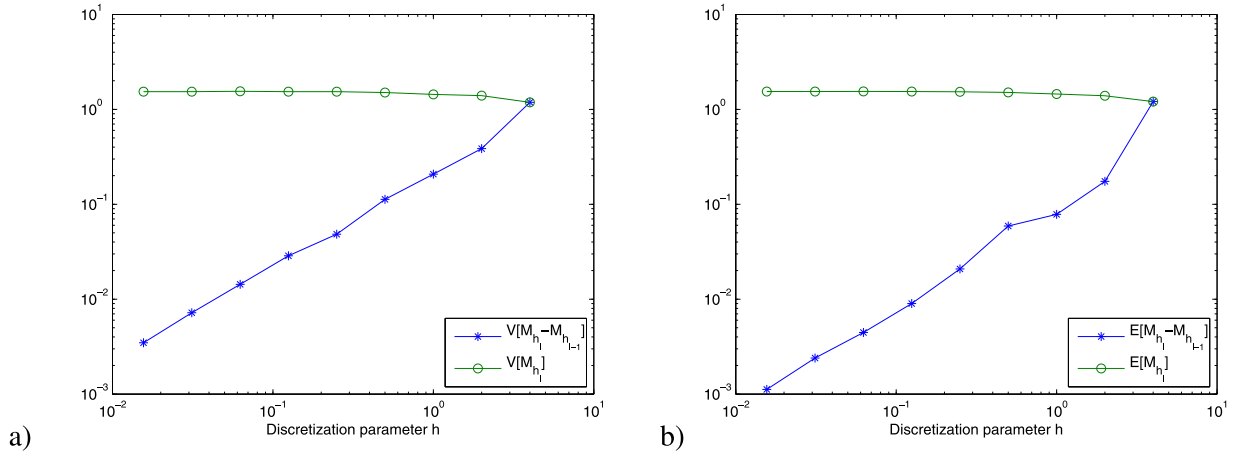 10^1
10^0
10^-1
10^-2
10^-3
10^-2
10^-1
10^0
10^1
Discretization parameter h
V[M_{h_l}−M_{h_{l−1}}]
V[M_{h_l}]
a)
10^1
10^0
10^-1
10^-2
10^-3
10^-2
10^-1
10^0
10^1
Discretization parameter h
E[M_{h_l}−M_{h_{l−1}}]
E[M_{h_l}]
b)